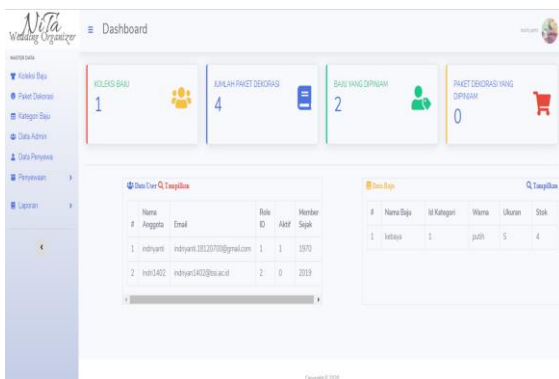 NiTa
Wedding Organizer
Dashboard
MASTER DATA
Koleksi Baju
Paket Dekorasi
Kategori Baju
Data Admin
Data Penyewa
Penyewaan
Laporan
KOLEKSI BAJU
1
JUMLAH PAKET DEKORASI
4
BAJU YANG DIPINJAM
2
PAKET DEKORASI YANG
DIPINJAM
0
Data User Tampilkan
# Nama Anggota Email Role ID Aktif Member Sejak
1 indriyanti indriyanti.18120700@gmail.com 1 1 1970
2 indri1402 indriyan1402@bsi.ac.id 2 0 2019
Data Baju Tampilkan
# Nama Baju Id Kategori Warna Ukuran Stok
1 kebaya 1 putih S 4